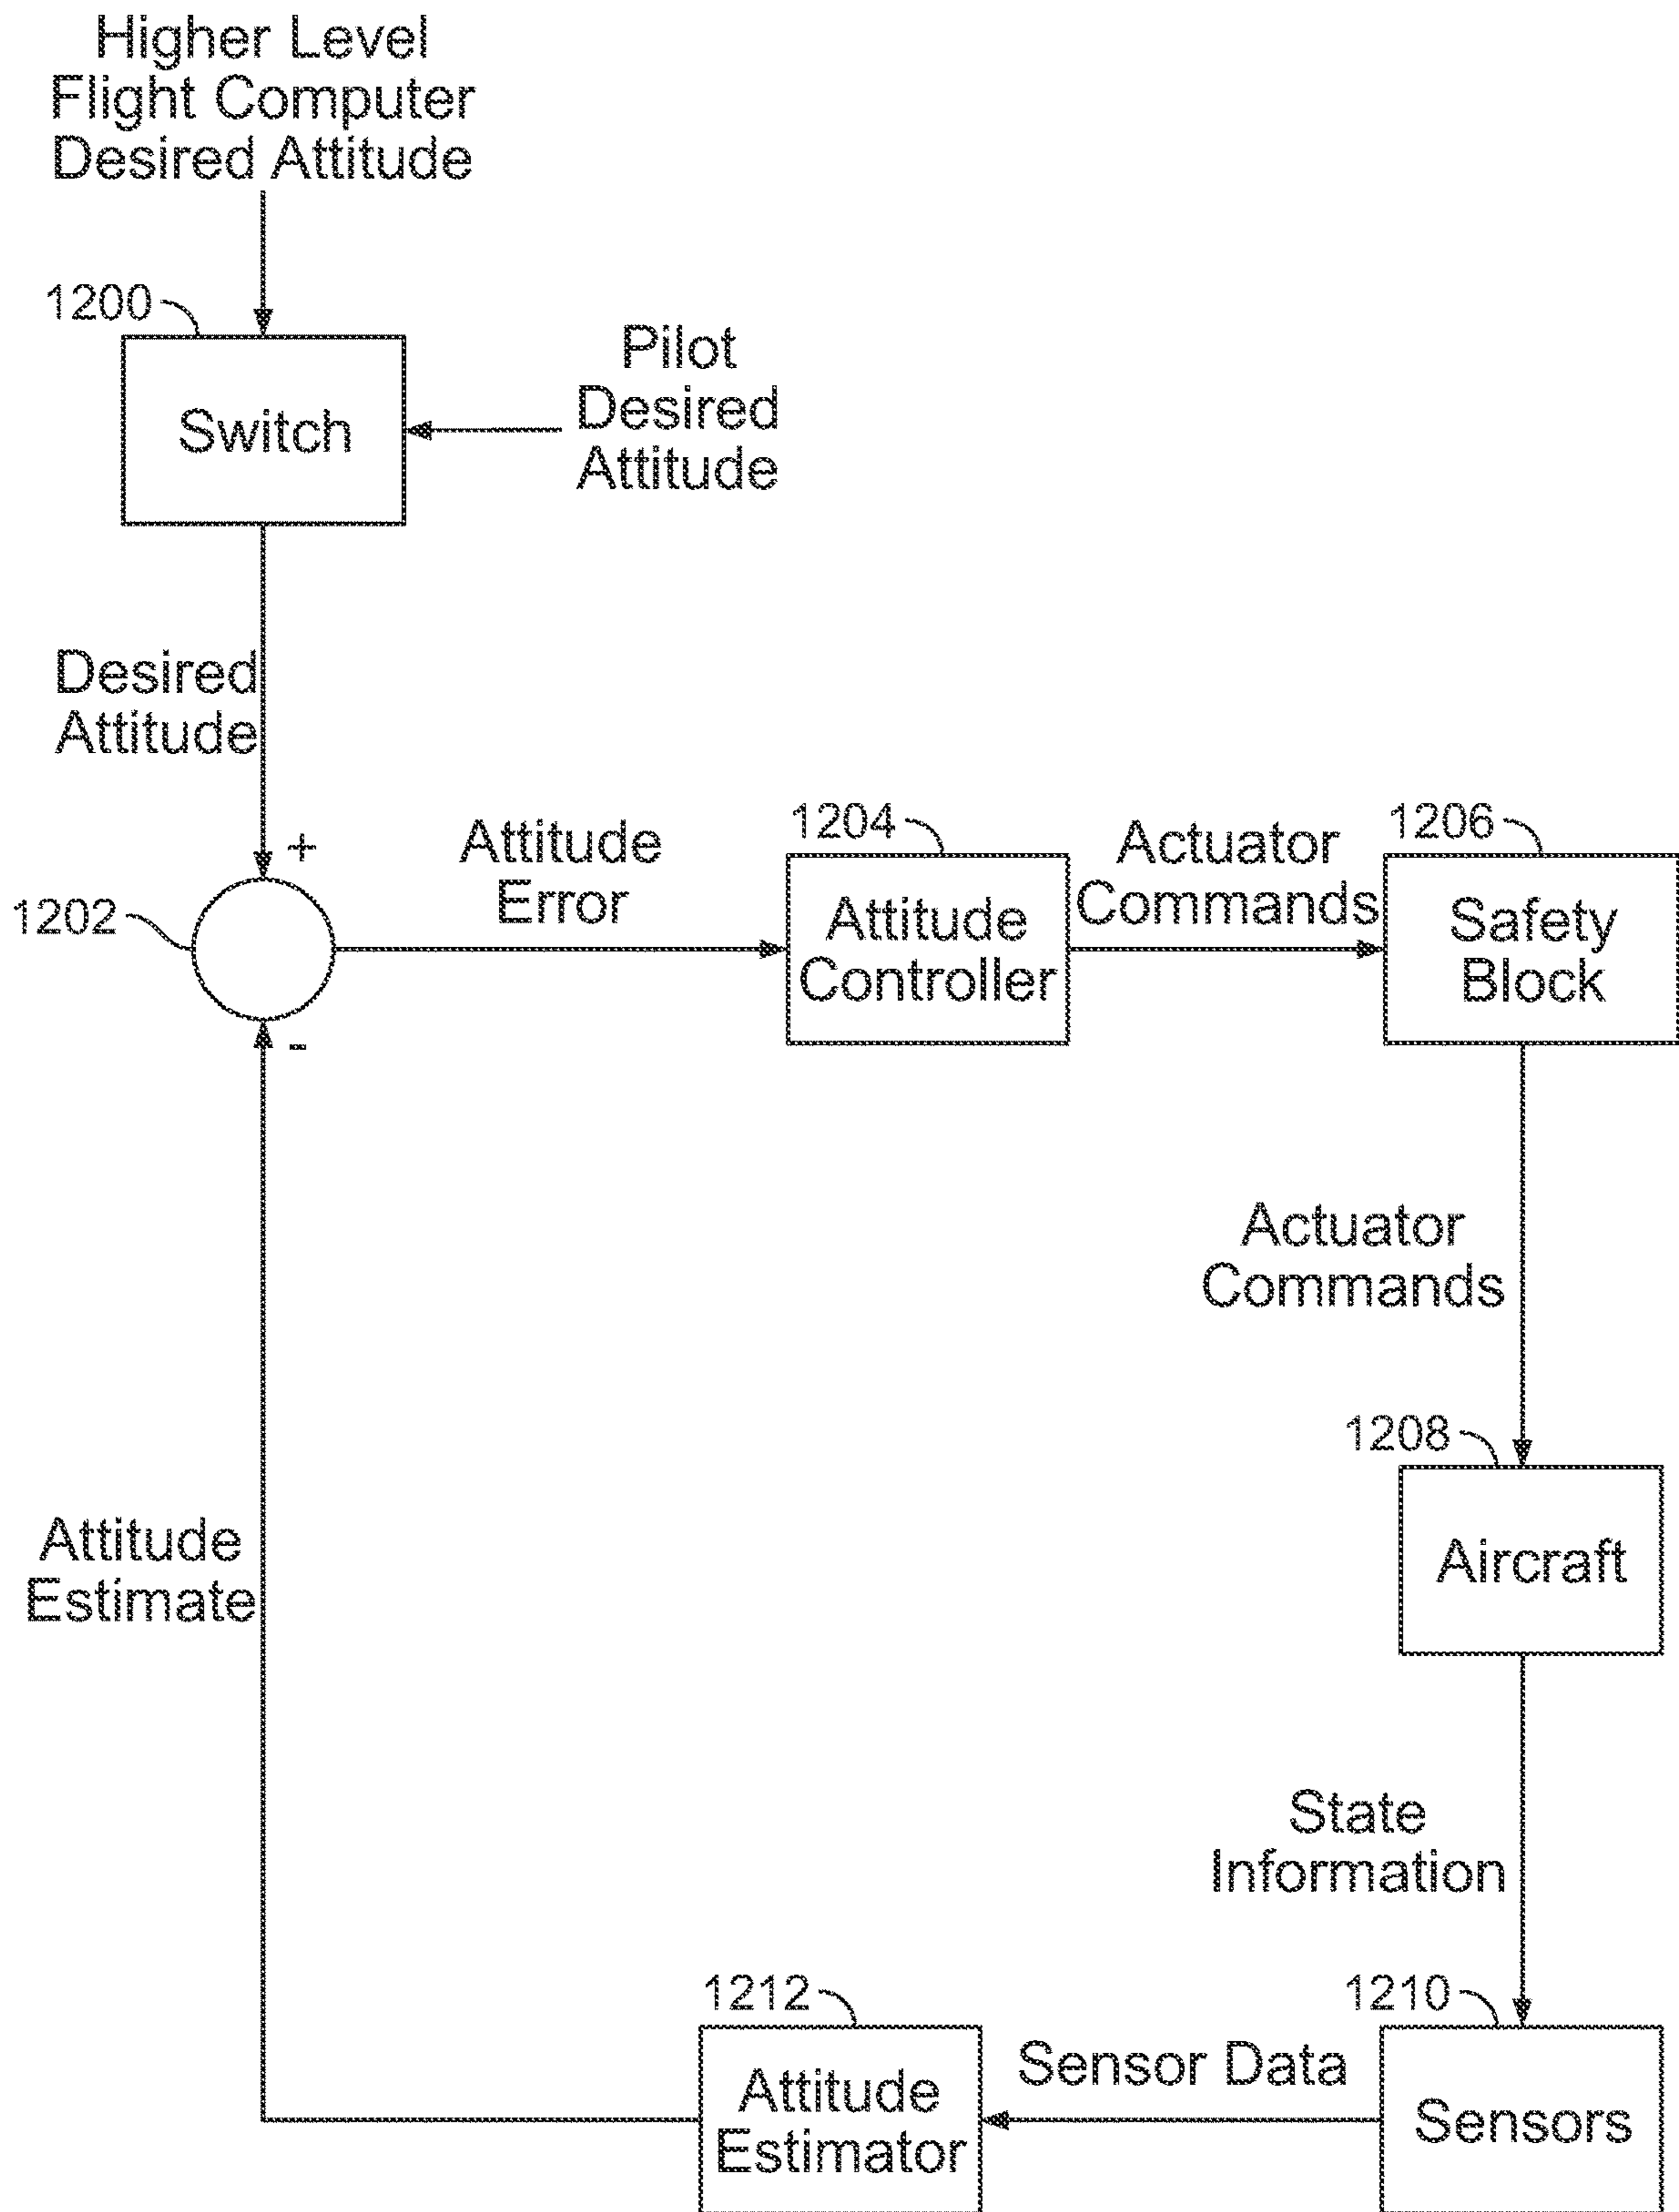 Higher Level
Flight Computer
Desired Attitude
1200
Switch
Pilot
Desired
Attitude
Desired
Attitude
+
1202
-
Attitude
Error
1204
Attitude
Controller
Actuator
Commands
1206
Safety
Block
Actuator
Commands
1208
Aircraft
State
Information
1210
Sensors
Sensor Data
1212
Attitude
Estimator
Attitude
Estimate